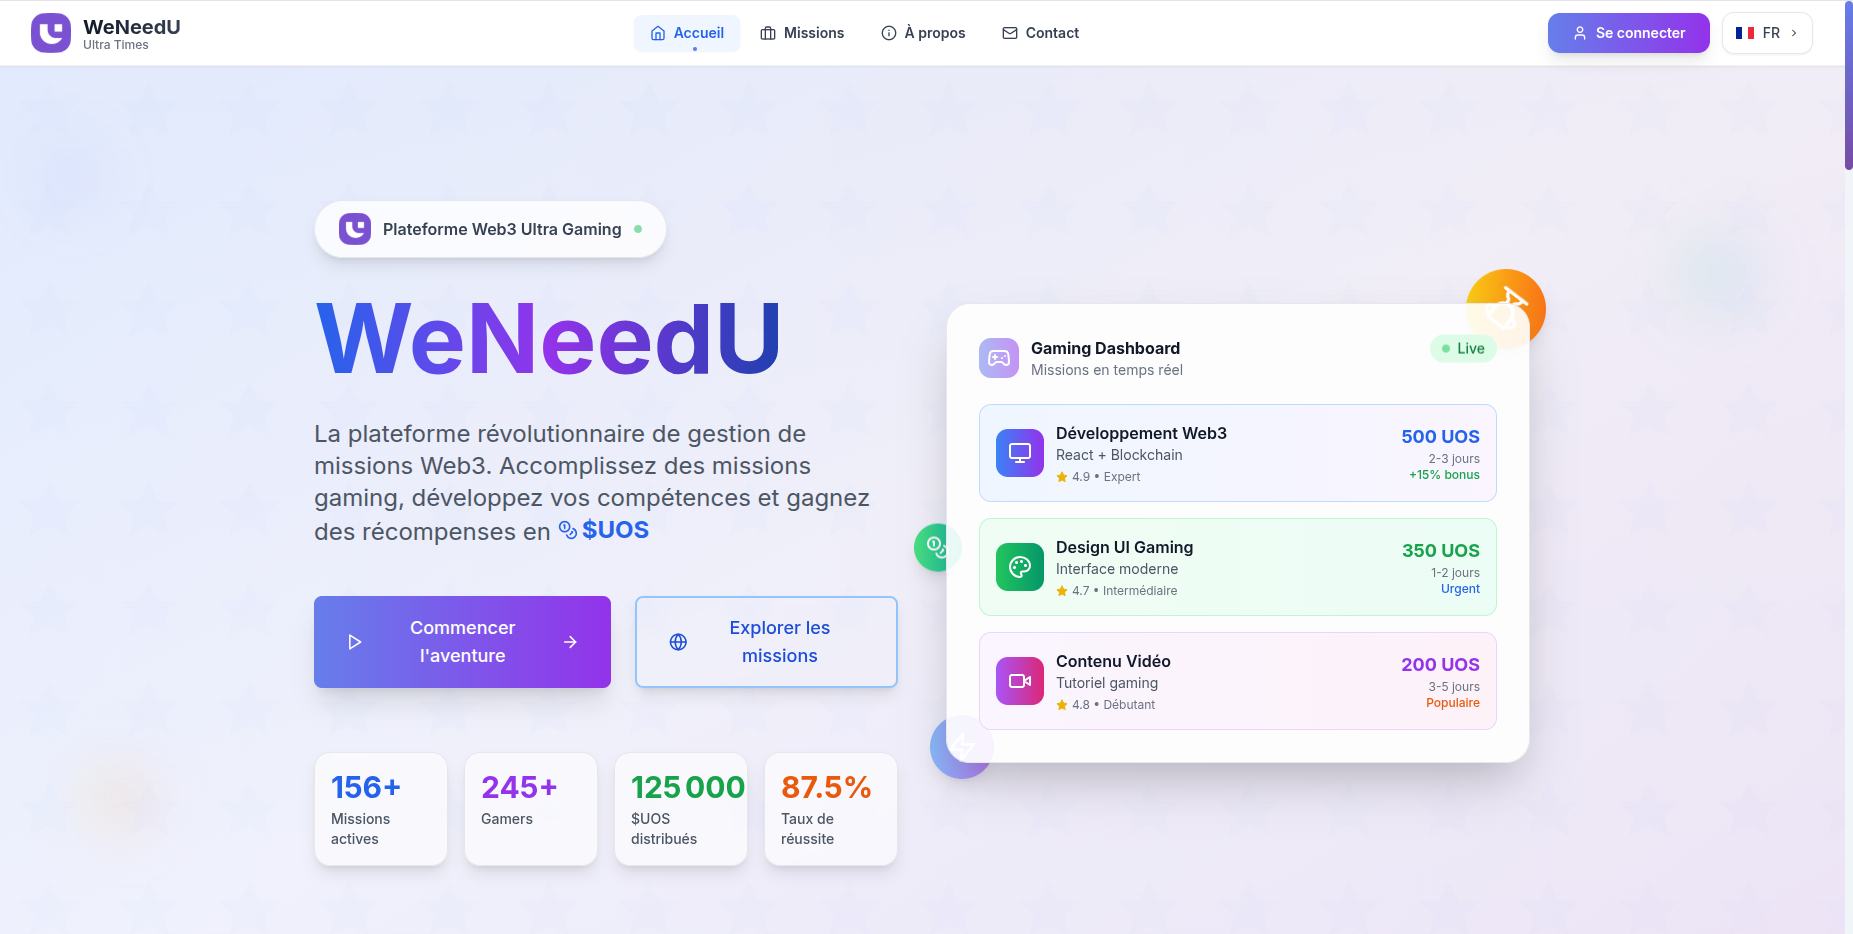 WeNeedU
Ultra Times
Accueil
Missions
À propos
Contact
Se connecter
FR
Plateforme Web3 Ultra Gaming
WeNeedU
La plateforme révolutionnaire de gestion de
missions Web3. Accomplissez des missions
gaming, développez vos compétences et gagnez
des récompenses en $UOS
Commencer
l'aventure
Explorer les
missions
156+
Missions
actives
245+
Gamers
125 000
$UOS
distribués
87.5%
Taux de
réussite
Gaming Dashboard
Missions en temps réel
Live
Développement Web3
React + Blockchain
4.9 • Expert
500 UOS
2-3 jours
+15% bonus
Design UI Gaming
Interface moderne
4.7 • Intermédiaire
350 UOS
1-2 jours
Urgent
Contenu Vidéo
Tutoriel gaming
4.8 • Débutant
200 UOS
3-5 jours
Populaire